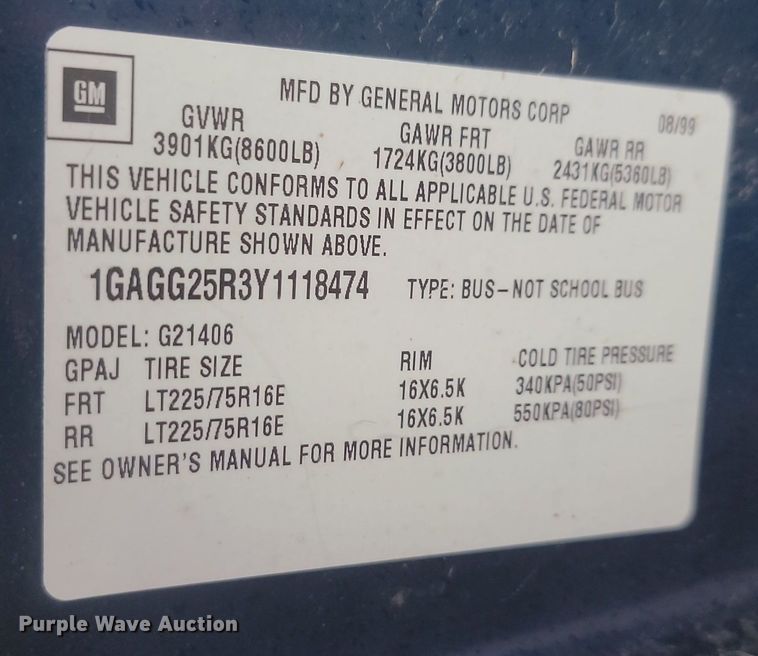 GM
MFD BY GENERAL MOTORS CORP 08/99
GVWR GAWR FRT GAWR RR
3901KG(8600LB) 1724KG(3800LB) 2431KG(5360LB)
THIS VEHICLE CONFORMS TO ALL APPLICABLE U.S. FEDERAL MOTOR
VEHICLE SAFETY STANDARDS IN EFFECT ON THE DATE OF
MANUFACTURE SHOWN ABOVE.
1GAGG25R3Y1118474 TYPE: BUS-NOT SCHOOL BUS
MODEL: G21406
GPAJ TIRE SIZE RIM COLD TIRE PRESSURE
FRT LT225/75R16E 16X6.5K 340KPA(50PSI)
RR LT225/75R16E 16X6.5K 550KPA(80PSI)
SEE OWNER'S MANUAL FOR MORE INFORMATION.
Purple Wave Auction